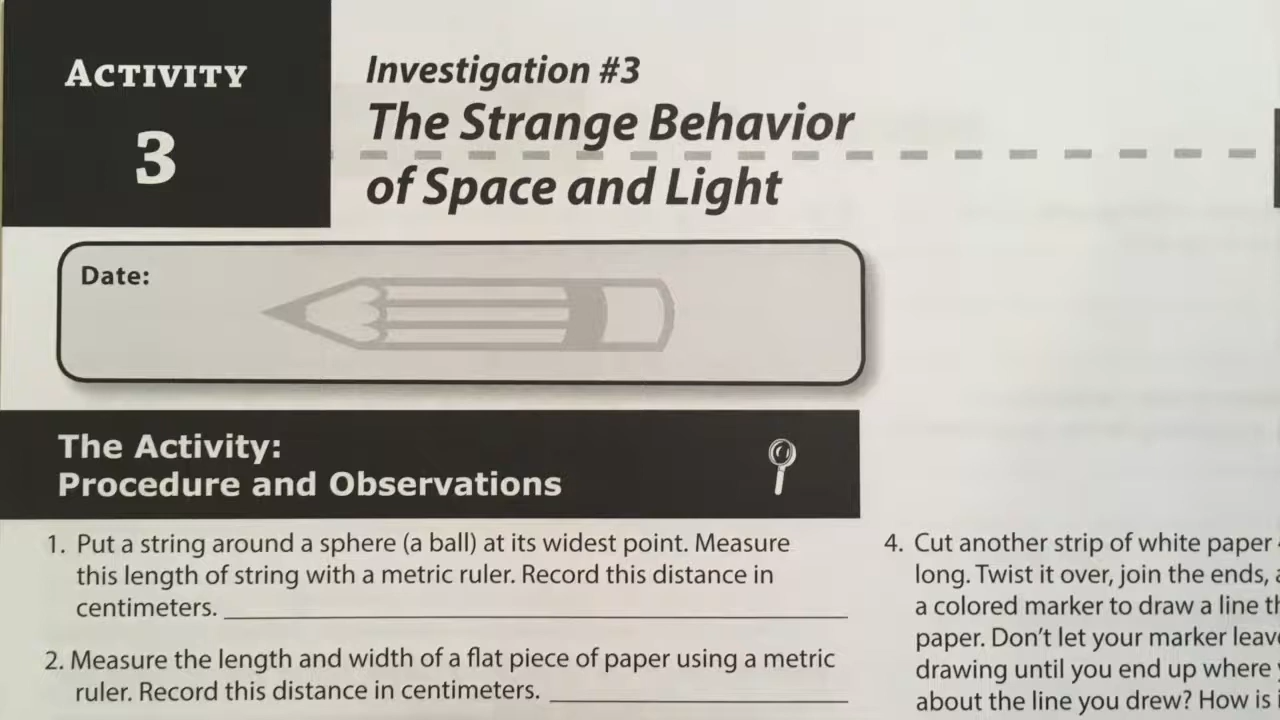 ACTIVITY
3
Investigation #3
The Strange Behavior
of Space and Light
Date:
The Activity:
Procedure and Observations
1. Put a string around a sphere (a ball) at its widest point. Measure
this length of string with a metric ruler. Record this distance in
centimeters.
2. Measure the length and width of a flat piece of paper using a metric
ruler. Record this distance in centimeters.
4. Cut another strip of white paper
long. Twist it over, join the ends,
a colored marker to draw a line
paper. Don't let your marker
drawing until you end up where
about the line you drew? How is